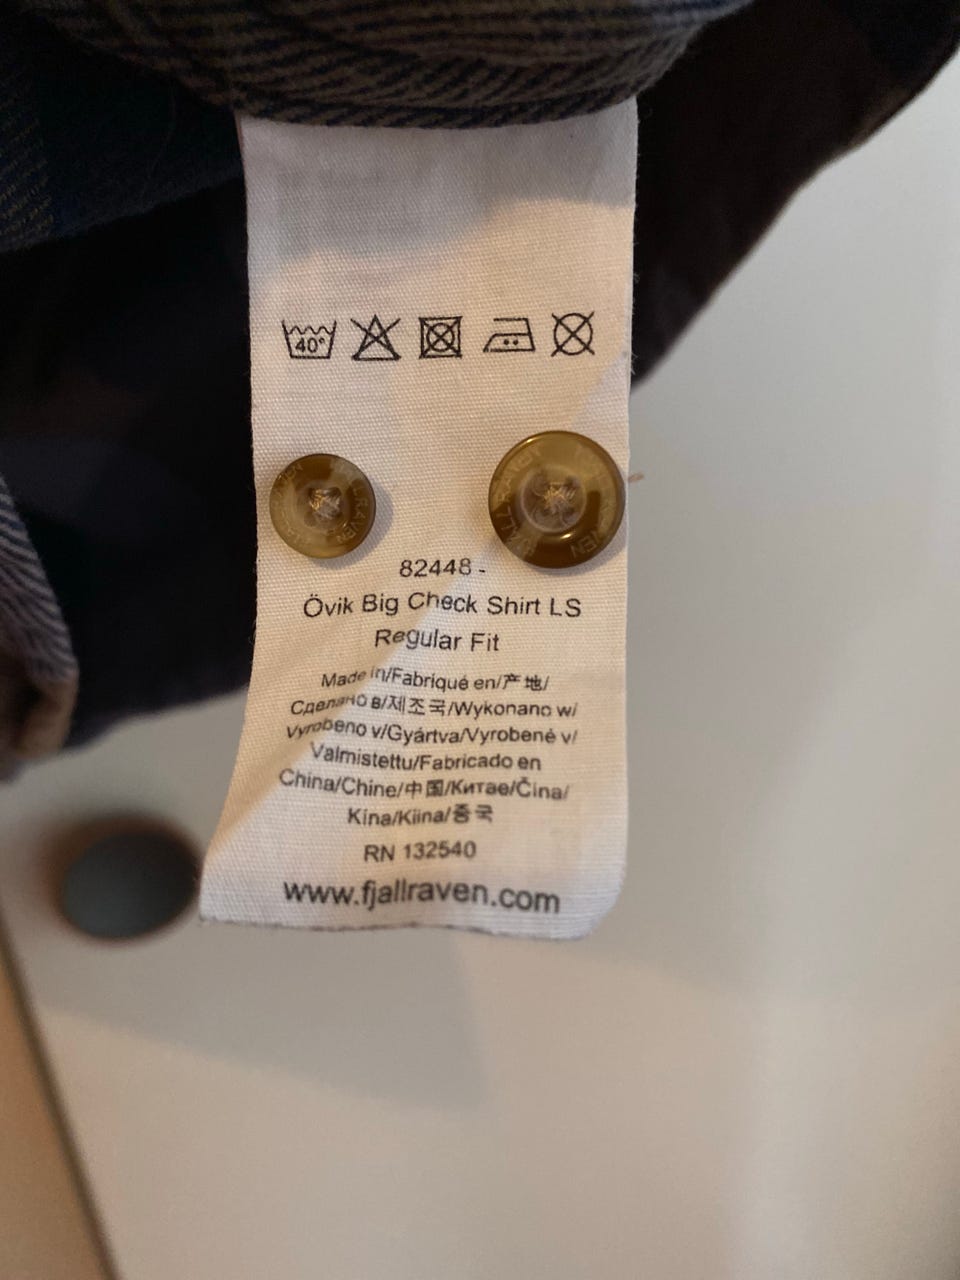 40°
FJÄLLRÄVEN
FJÄLLRÄVEN
82448 -
Övik Big Check Shirt LS
Regular Fit
Made in/Fabriqué en/产地/
Сделано в/제조국/Wykonano w/
Vyrobeno v/Gyártva/Vyrobené v/
Valmistettu/Fabricado en
China/Chine/中国/Китае/Čína/
Kína/Kiina/중국
RN 132540
www.fjallraven.com